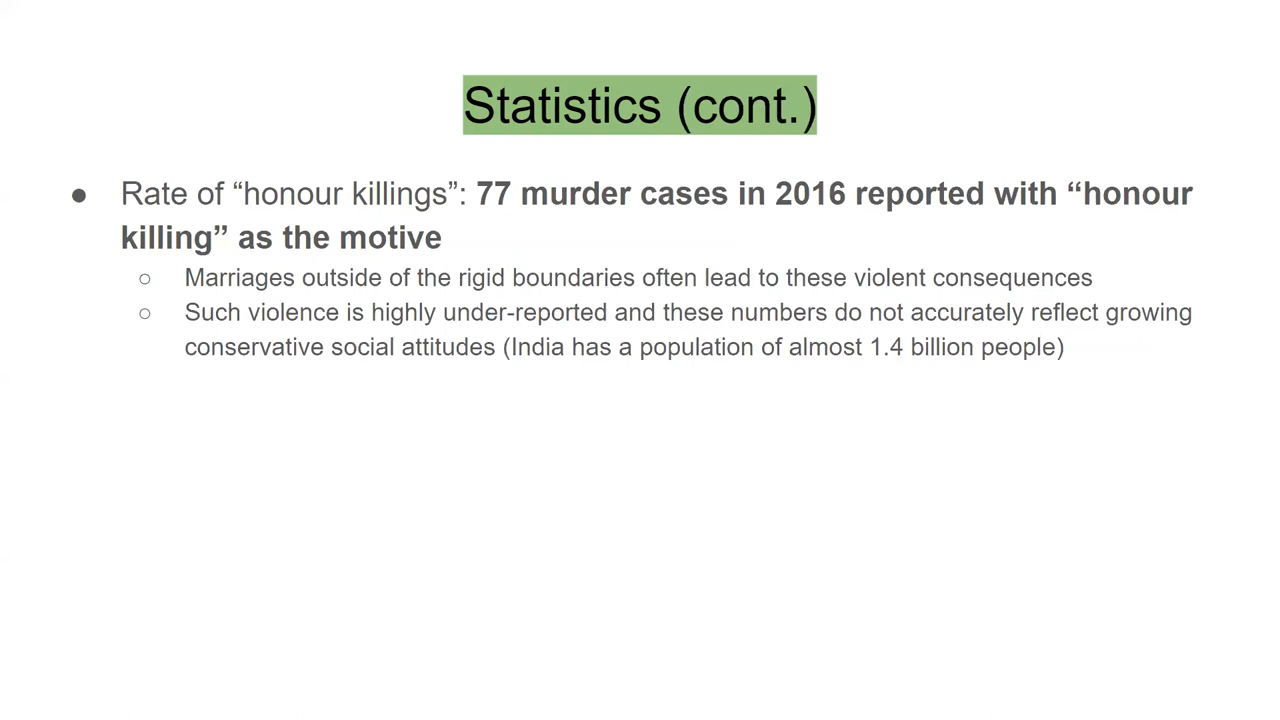 Statistics (cont.)
● Rate of “honour killings”: 77 murder cases in 2016 reported with “honour
killing” as the motive
○ Marriages outside of the rigid boundaries often lead to these violent consequences
○ Such violence is highly under-reported and these numbers do not accurately reflect growing
conservative social attitudes (India has a population of almost 1.4 billion people)